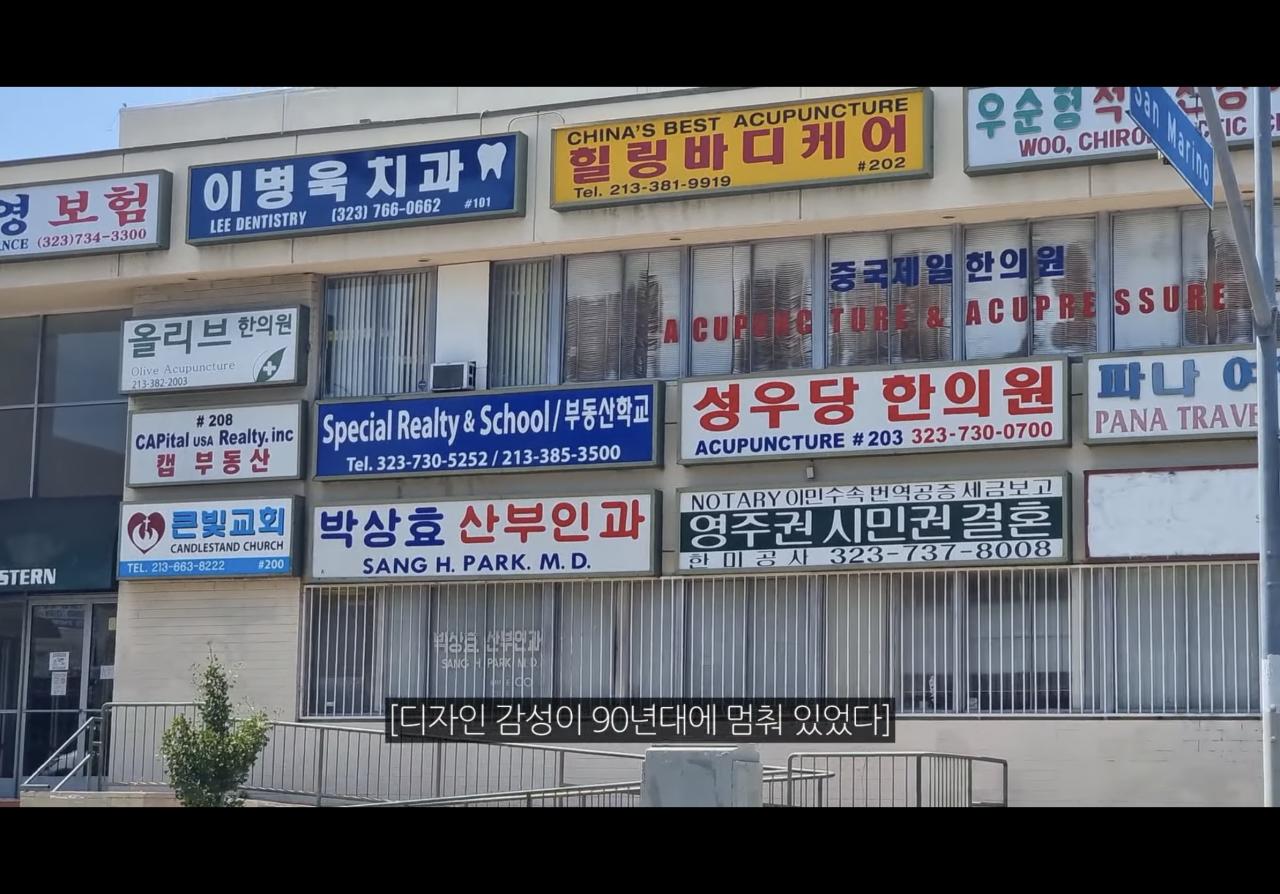 영 보험
NCE (323)734-3300
이병욱치과
LEE DENTISTRY (323) 766-0662 #101
CHINA'S BEST ACUPUNCTURE
힐링바디케어
Tel. 213-381-9919 #202
우순형
WOO, CHIRO
San Marino
중국제일한의원
ACUPUNCTURE & ACUPRESSURE
올리브 한의원
Olive Acupuncture
213-382-2003
# 208
CAPital USA Realty.inc
캡 부동산
Special Realty & School / 부동산학교
Tel. 323-730-5252 / 213-385-3500
성우당 한의원
ACUPUNCTURE # 203 323-730-0700
파나 여
PANA TRAVE
큰빛교회
CANDLESTAND CHURCH
TEL. 213-663-8222 #200
박상효 산부인과
SANG H. PARK. M. D.
NOTARY 이민수속 번역공증 세금보고
영주권 시민권 결혼
한미공사 323-737-8008
STERN
박상효 산부인과
SANG H PARK M.D.
[디자인 감성이 90년대에 멈춰 있었다]